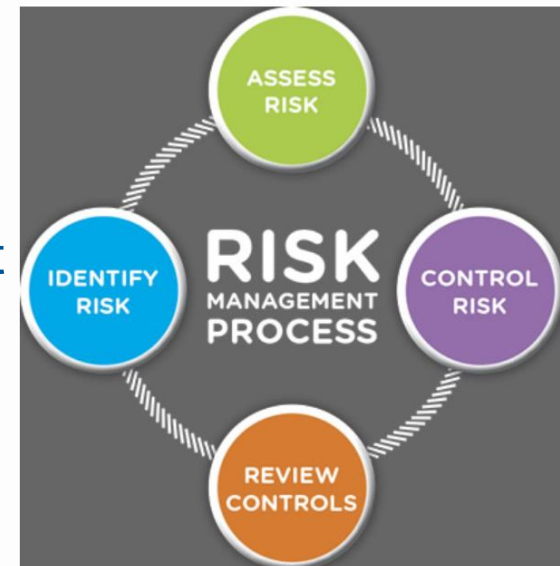 ASSESS
RISK
IDENTIFY
RISK
RISK
MANAGEMENT
PROCESS
CONTROL
RISK
REVIEW
CONTROLS